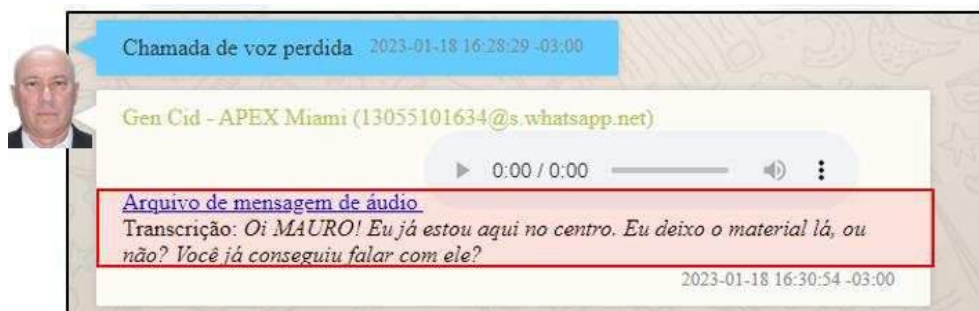 Chamada de voz perdida 2023-01-18 16:28:29 -03:00
Gen Cid - APEX Miami (13055101634@s.whatsapp.net)
0:00 / 0:00
Arquivo de mensagem de áudio
Transcrição: Oi MAURO! Eu já estou aqui no centro. Eu deixo o material lá, ou
não? Você já conseguiu falar com ele?
2023-01-18 16:30:54 -03:00